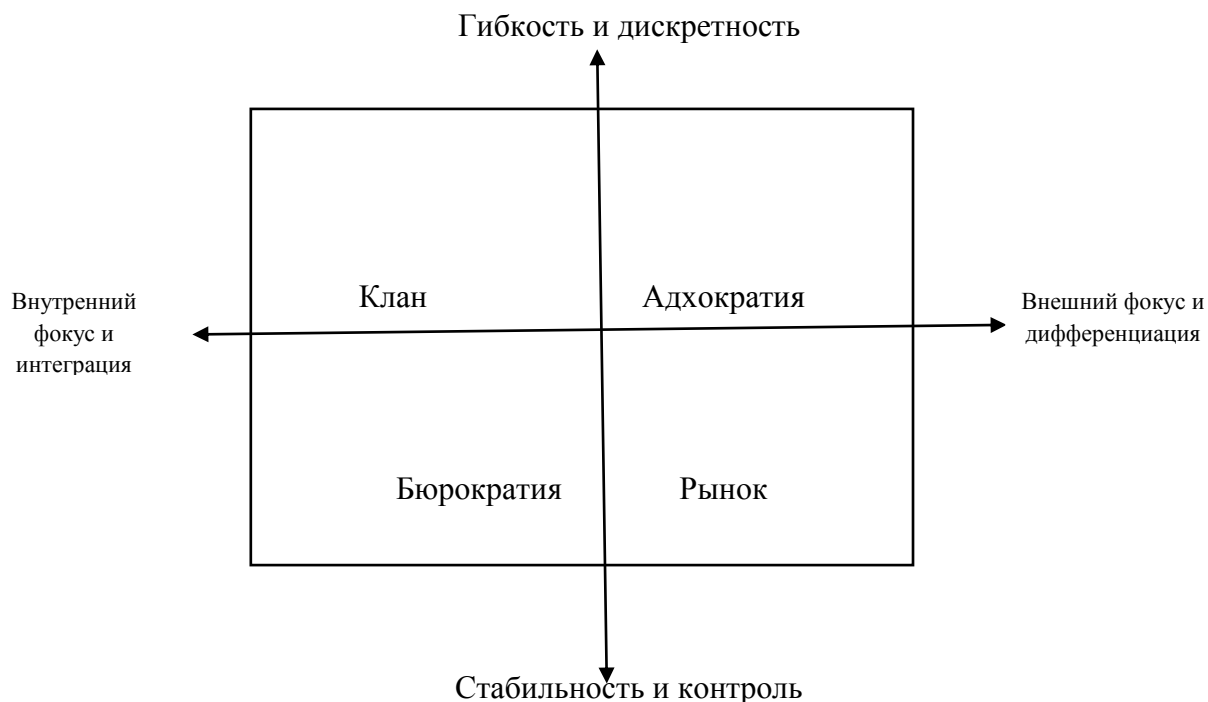 Гибкость и дискретность
Клан
Адхократия
Внутренний
фокус и
интеграция
Внешний фокус и
дифференциация
Бюрократия
Рынок
Стабильность и контроль